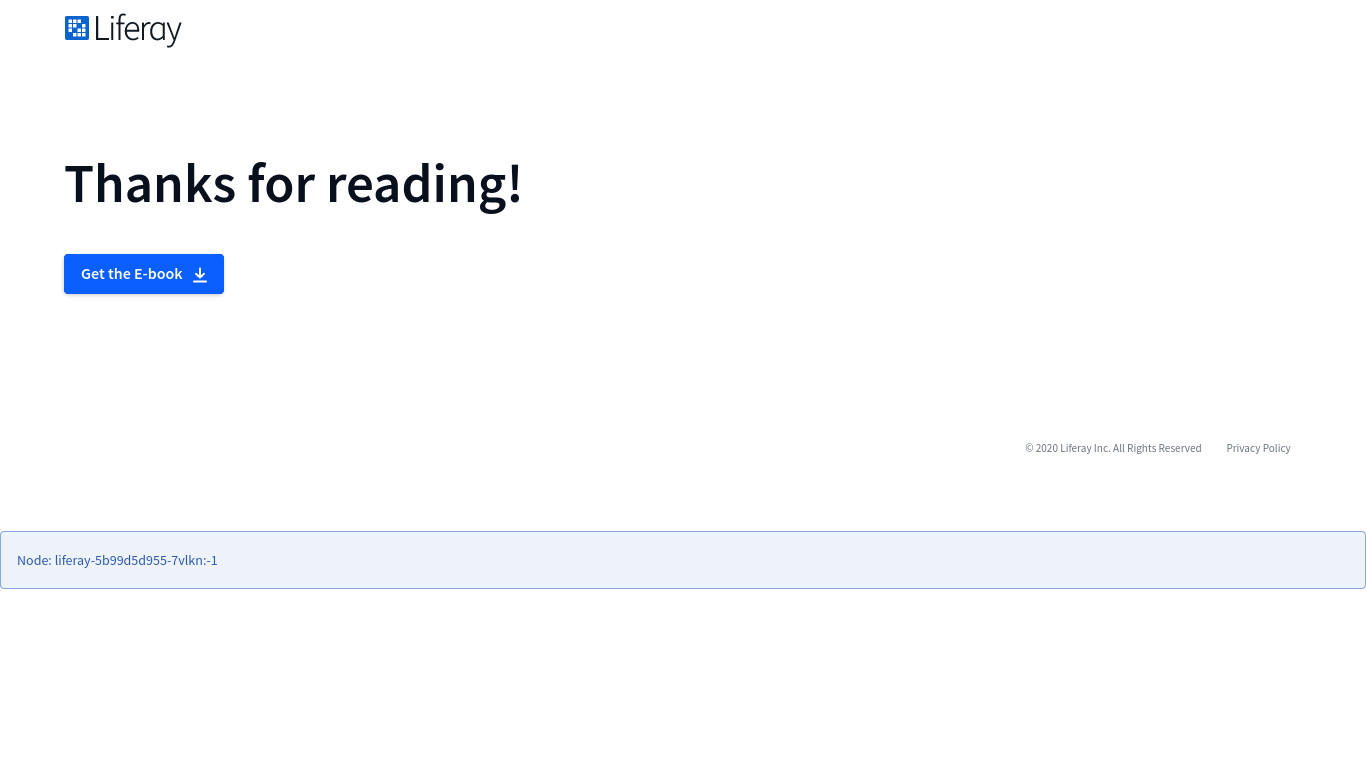 Liferay
Thanks for reading!
Get the E-book
© 2020 Liferay Inc. All Rights Reserved Privacy Policy
Node: liferay-5b99d5d955-7vlkn:-1